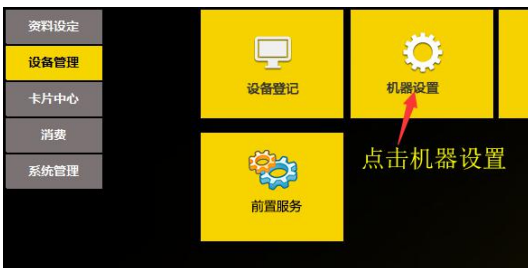 资料设定
设备管理
卡片中心
消费
系统管理
设备登记
机器设置
点击机器设置
前置服务